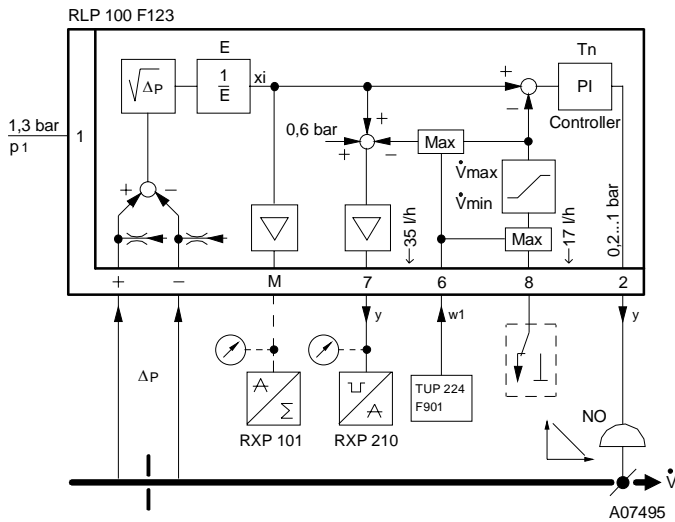 RLP 100 F123
E
Tn
√ΔP
1
E
xi
+
PI
−
Controller
1,3 bar
p1
1
0,6 bar
+
+
−
Max
V̇max
V̇min
+
−
Max
35 l/h
17 l/h
0,2...1 bar
+
−
M
7
6
8
2
y
w1
y
ΔP
A
Σ
A
TUP 224
F901
NO
RXP 101
RXP 210
V̇
A07495